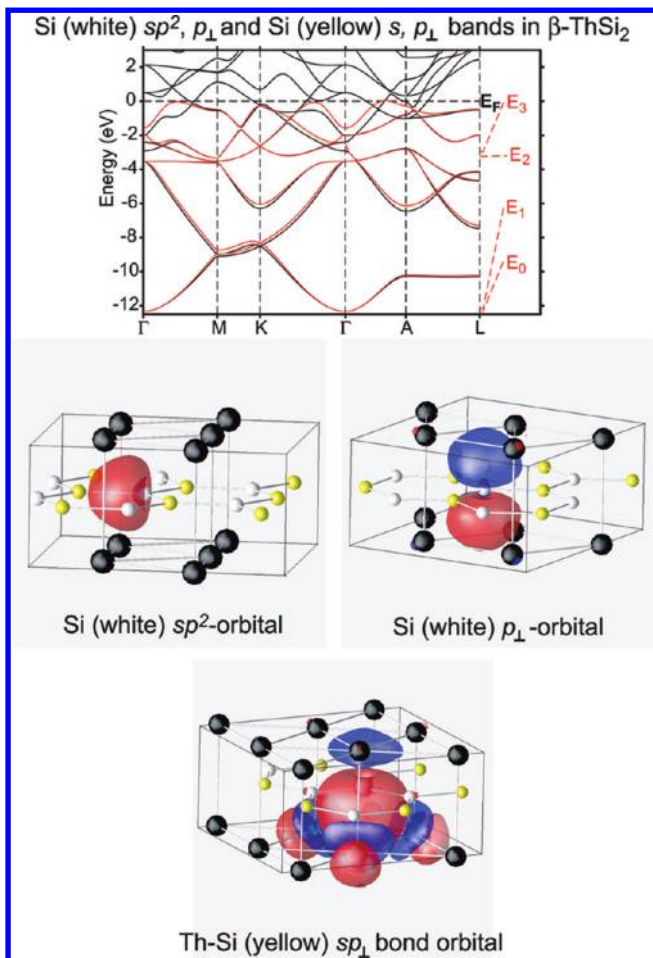 Si (white) sp², p⊥ and Si (yellow) s, p⊥ bands in β-ThSi₂
2
0
-2
-4
-6
-8
-10
-12
Energy (eV)
E_F
E₃
E₂
E₁
E₀
Γ M K Γ A L
Si (white) sp²-orbital
Si (white) p⊥-orbital
Th-Si (yellow) sp⊥ bond orbital